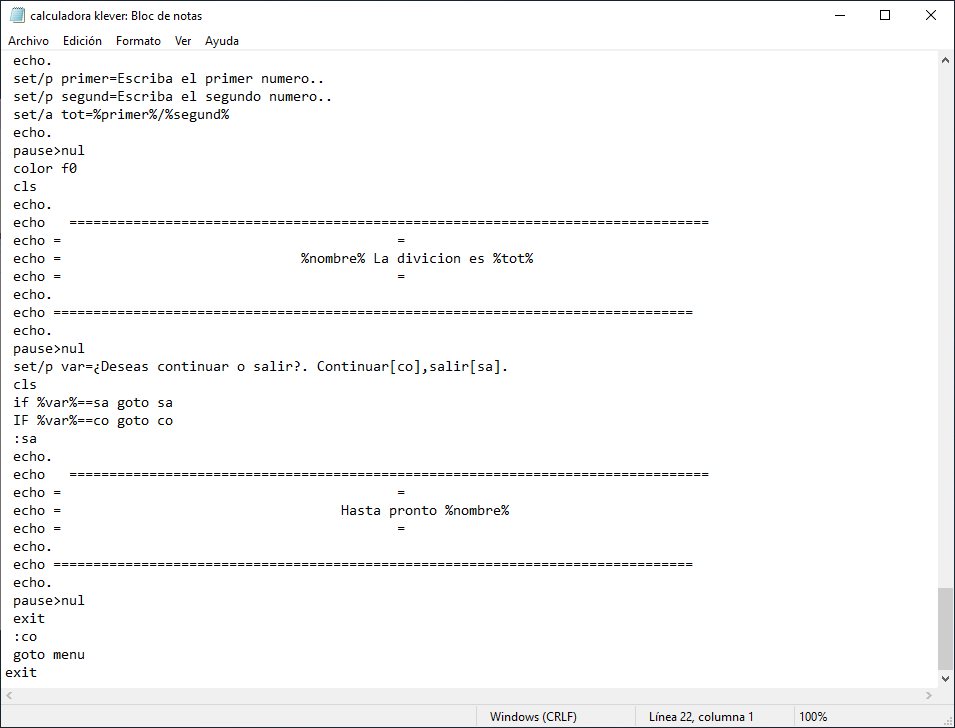 calculadora klever: Bloc de notas
Archivo Edición Formato Ver Ayuda
echo.
set/p primer=Escriba el primer numero..
set/p segund=Escriba el segundo numero..
set/a tot=%primer%/%segund%
echo.
pause>nul
color f0
cls
echo.
echo   ================================================================================
echo =                                          =
echo =                              %nombre% La divicion es %tot%
echo =                                          =
echo.
echo ================================================================================
echo.
pause>nul
set/p var=¿Deseas continuar o salir?. Continuar[co],salir[sa].
cls
if %var%==sa goto sa
IF %var%==co goto co
:sa
echo.
echo   ================================================================================
echo =                                          =
echo =                                   Hasta pronto %nombre%
echo =                                          =
echo.
echo ================================================================================
echo.
pause>nul
exit
:co
goto menu
exit
Windows (CRLF) Línea 22, columna 1 100%